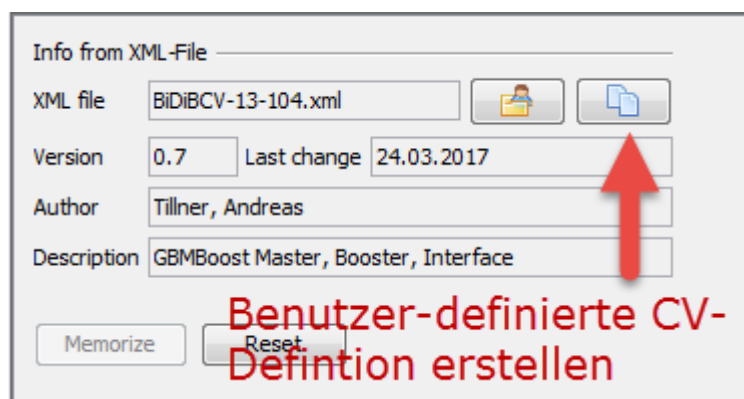 Info from XML-File
XML file BiDiBCV-13-104.xml
Version 0.7 Last change 24.03.2017
Author Tillner, Andreas
Description GBMBoost Master, Booster, Interface
Memorize Reset
Benutzer-definierte CV-
Defintion erstellen